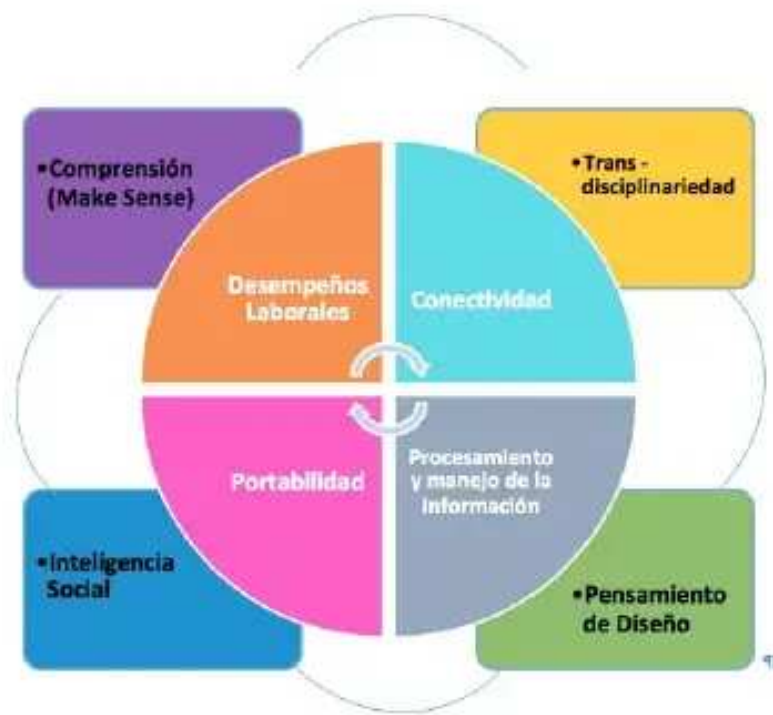 •Comprensión
(Make Sense)
•Trans -
disciplinariedad
Desempeños
Laborales
Conectividad
Portabilidad
Procesamiento
y manejo de la
Información
•Inteligencia
Social
•Pensamiento
de Diseño
¶